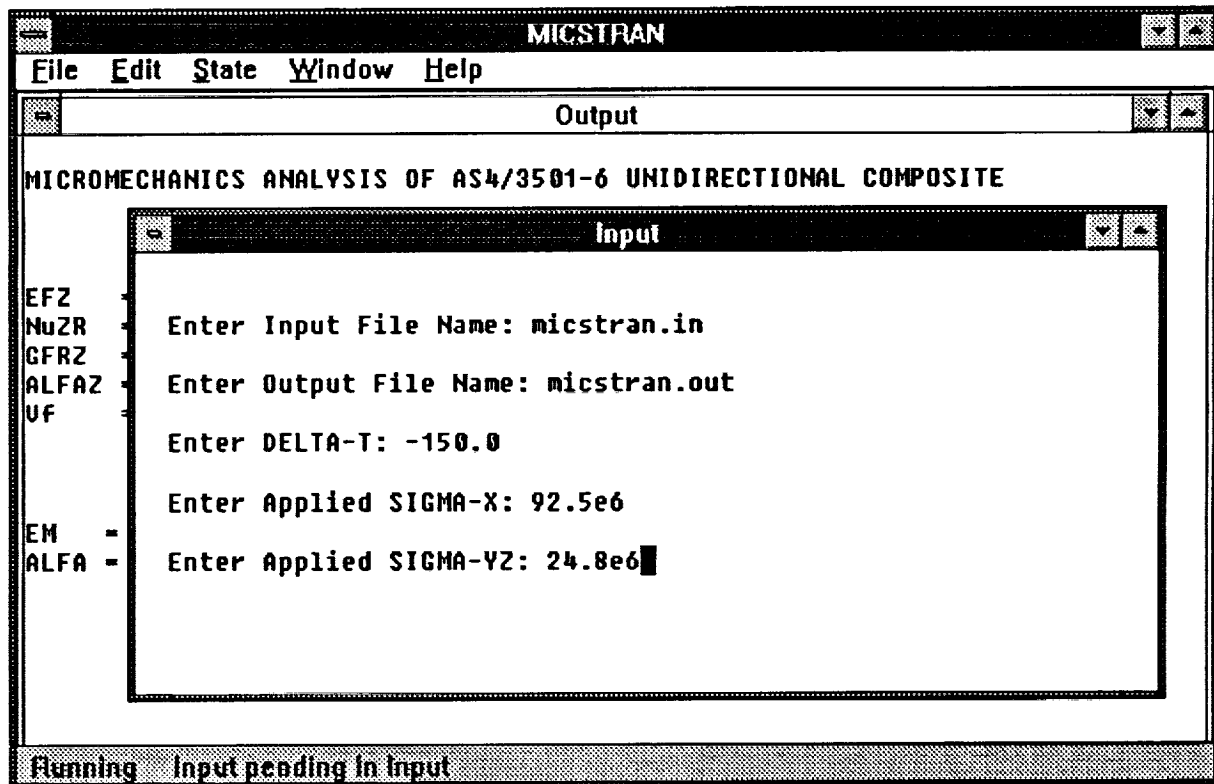 MICSTRAN
File Edit State Window Help
Output
MICROMECHANICS ANALYSIS OF AS4/3501-6 UNIDIRECTIONAL COMPOSITE
Input
EFZ =
NuZR =
GFRZ =
ALFAZ =
Vf =
EM =
ALFA =
Enter Input File Name: micstran.in
Enter Output File Name: micstran.out
Enter DELTA-T: -150.0
Enter Applied SIGMA-X: 92.5e6
Enter Applied SIGMA-YZ: 24.8e6
Running Input pending in Input